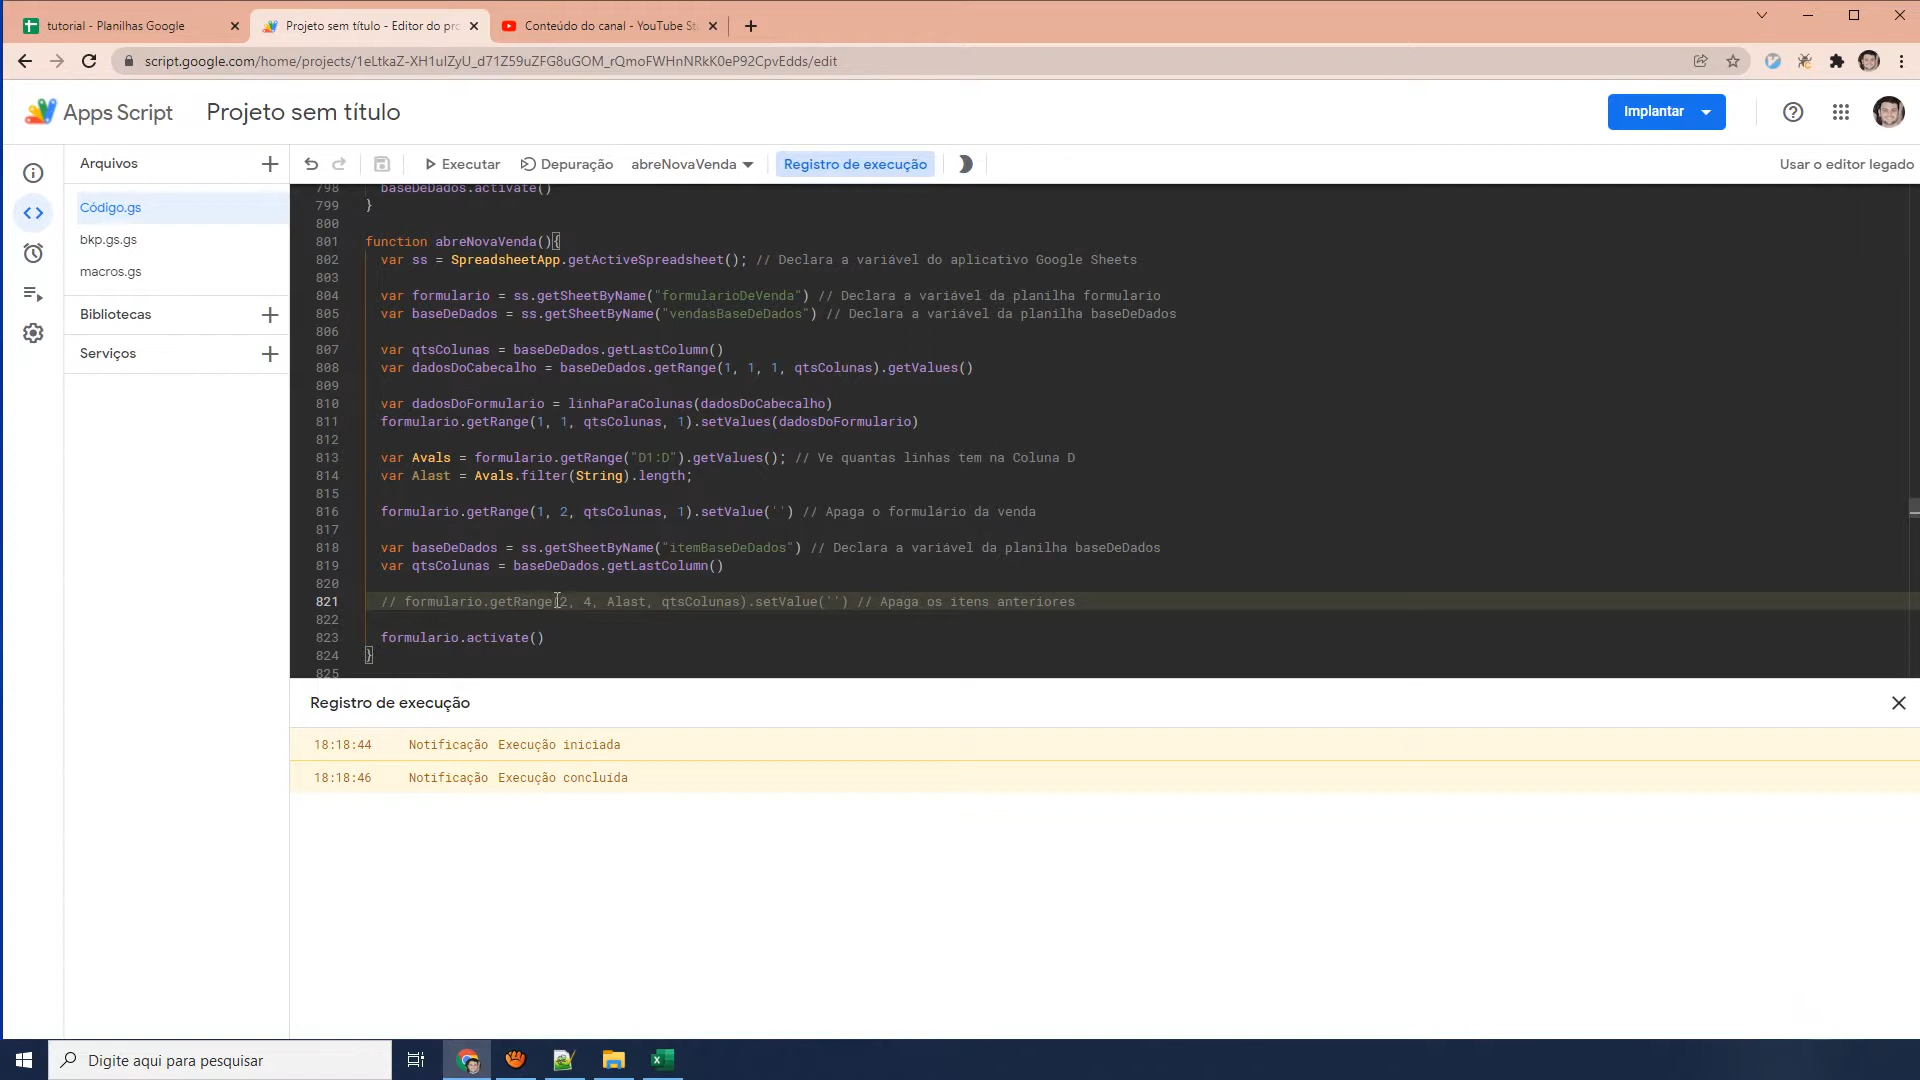 tutorial - Planilhas Google
Projeto sem título - Editor do pro
Conteúdo do canal - YouTube St
script.google.com/home/projects/1eLtkaZ-XH1uIZyU_d71Z59uZFG8uGOM_rQmoFWHnNRkK0eP92CpvEdds/edit
Apps Script
Projeto sem título
Implantar
Arquivos
Executar
Depuração
abreNovaVenda
Registro de execução
Usar o editor legado
Código.gs
bkp.gs.gs
macros.gs
Bibliotecas
Serviços
798 baseDeDados.activate()
799 }
800
801 function abreNovaVenda(){
802 var ss = SpreadsheetApp.getActiveSpreadsheet(); // Declara a variável do aplicativo Google Sheets
803
804 var formulario = ss.getSheetByName("formularioDeVenda") // Declara a variável da planilha formulario
805 var baseDeDados = ss.getSheetByName("vendasBaseDeDados") // Declara a variável da planilha baseDeDados
806
807 var qtsColunas = baseDeDados.getLastColumn()
808 var dadosDoCabecalho = baseDeDados.getRange(1, 1, 1, qtsColunas).getValues()
809
810 var dadosDoFormulario = linhaParaColunas(dadosDoCabecalho)
811 formulario.getRange(1, 1, qtsColunas, 1).setValues(dadosDoFormulario)
812
813 var Avals = formulario.getRange("D1:D").getValues(); // Ve quantas linhas tem na Coluna D
814 var Alast = Avals.filter(String).length;
815
816 formulario.getRange(1, 2, qtsColunas, 1).setValue('') // Apaga o formulário da venda
817
818 var baseDeDados = ss.getSheetByName("itemBaseDeDados") // Declara a variável da planilha baseDeDados
819 var qtsColunas = baseDeDados.getLastColumn()
820
821 // formulario.getRange(2, 4, Alast, qtsColunas).setValue('') // Apaga os itens anteriores
822
823 formulario.activate()
824 }
825
Registro de execução
18:18:44 Notificação Execução iniciada
18:18:46 Notificação Execução concluída
Digite aqui para pesquisar